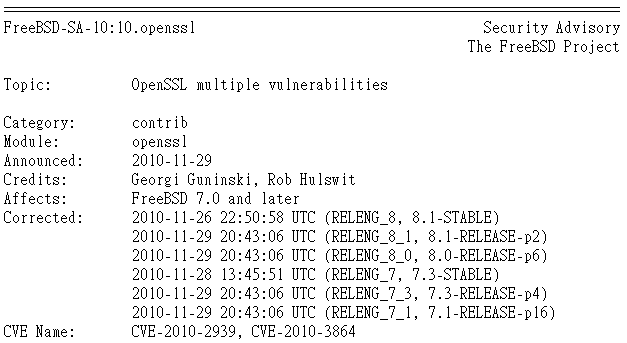 FreeBSD-SA-10:10.openssl Security Advisory
The FreeBSD Project
Topic: OpenSSL multiple vulnerabilities
Category: contrib
Module: openssl
Announced: 2010-11-29
Credits: Georgi Guninski, Rob Hulswit
Affects: FreeBSD 7.0 and later
Corrected: 2010-11-26 22:50:58 UTC (RELENG_8, 8.1-STABLE)
2010-11-29 20:43:06 UTC (RELENG_8_1, 8.1-RELEASE-p2)
2010-11-29 20:43:06 UTC (RELENG_8_0, 8.0-RELEASE-p6)
2010-11-28 13:45:51 UTC (RELENG_7, 7.3-STABLE)
2010-11-29 20:43:06 UTC (RELENG_7_3, 7.3-RELEASE-p4)
2010-11-29 20:43:06 UTC (RELENG_7_1, 7.1-RELEASE-p16)
CVE Name: CVE-2010-2939, CVE-2010-3864